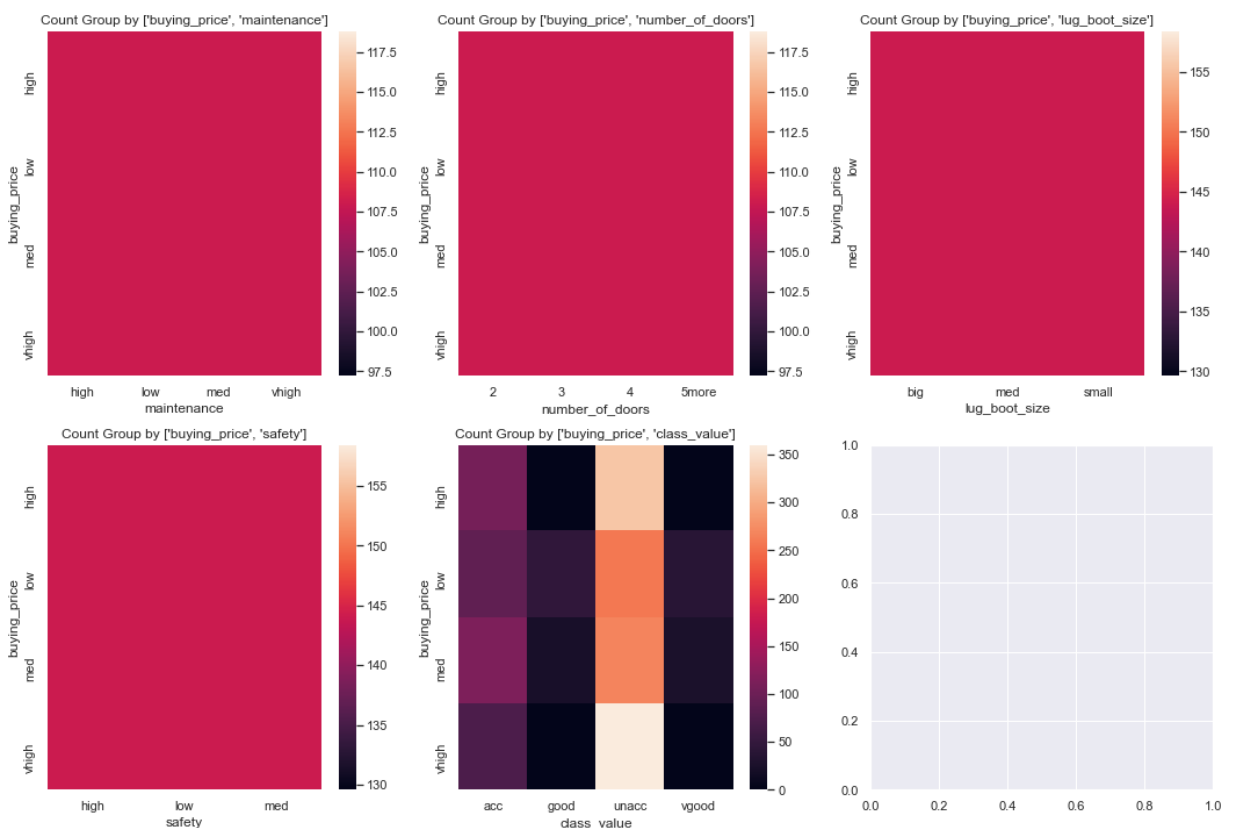 Count Group by ['buying_price', 'maintenance']
buying_price
high
low
med
vhigh
high low med vhigh
maintenance
117.5
115.0
112.5
110.0
107.5
105.0
102.5
100.0
97.5
Count Group by ['buying_price', 'number_of_doors']
buying_price
high
low
med
vhigh
2 3 4 5more
number_of_doors
117.5
115.0
112.5
110.0
107.5
105.0
102.5
100.0
97.5
Count Group by ['buying_price', 'lug_boot_size']
buying_price
high
low
med
vhigh
big med small
lug_boot_size
155
150
145
140
135
130
Count Group by ['buying_price', 'safety']
buying_price
high
low
med
vhigh
high low med
safety
155
150
145
140
135
130
Count Group by ['buying_price', 'class_value']
buying_price
high
low
med
vhigh
acc good unacc vgood
class_value
350
300
250
200
150
100
50
0
1.0
0.8
0.6
0.4
0.2
0.0
0.0 0.2 0.4 0.6 0.8 1.0